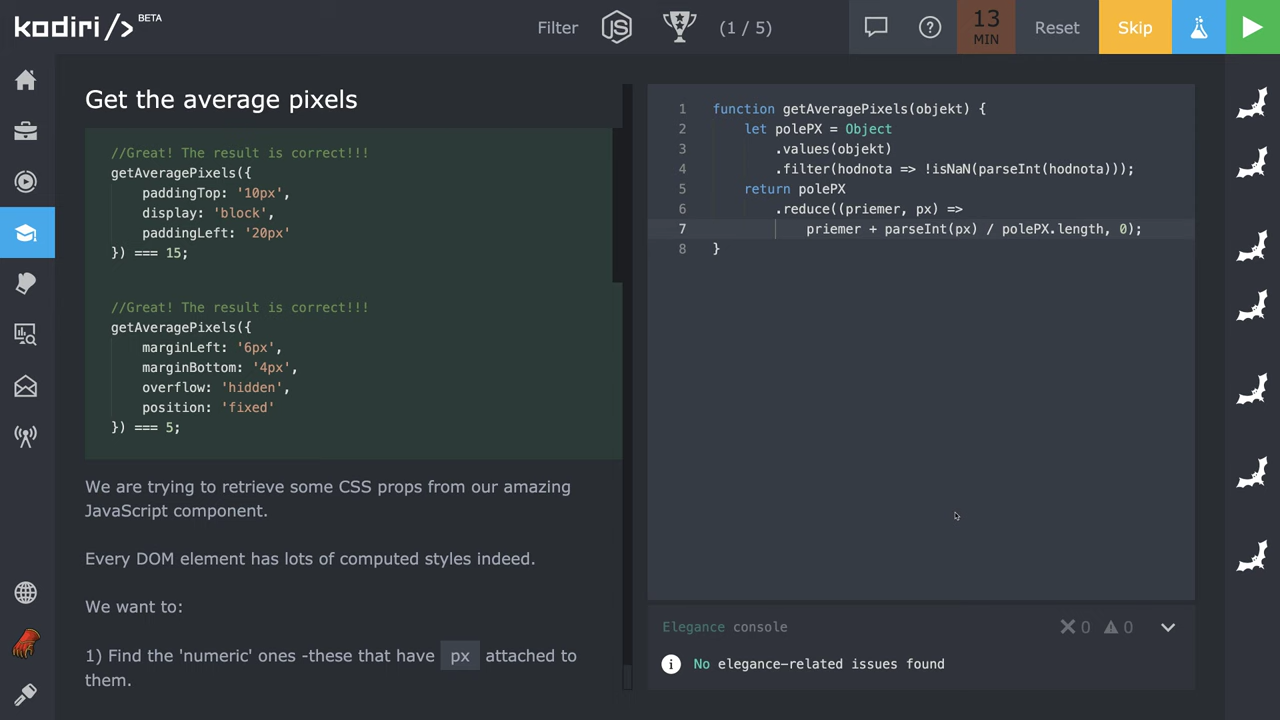 kodiri/> BETA
Filter
JS
(1 / 5)
13
MIN
Reset
Skip
Get the average pixels
//Great! The result is correct!!!
getAveragePixels({
paddingTop: '10px',
display: 'block',
paddingLeft: '20px'
}) === 15;
//Great! The result is correct!!!
getAveragePixels({
marginLeft: '6px',
marginBottom: '4px',
overflow: 'hidden',
position: 'fixed'
}) === 5;
We are trying to retrieve some CSS props from our amazing
JavaScript component.
Every DOM element has lots of computed styles indeed.
We want to:
1) Find the 'numeric' ones -these that have px attached to
them.
1 function getAveragePixels(objekt) {
2 let polePX = Object
3 .values(objekt)
4 .filter(hodnota => !isNaN(parseInt(hodnota)));
5 return polePX
6 .reduce((priemer, px) =>
7 priemer + parseInt(px) / polePX.length, 0);
8 }
Elegance console
0 0
No elegance-related issues found